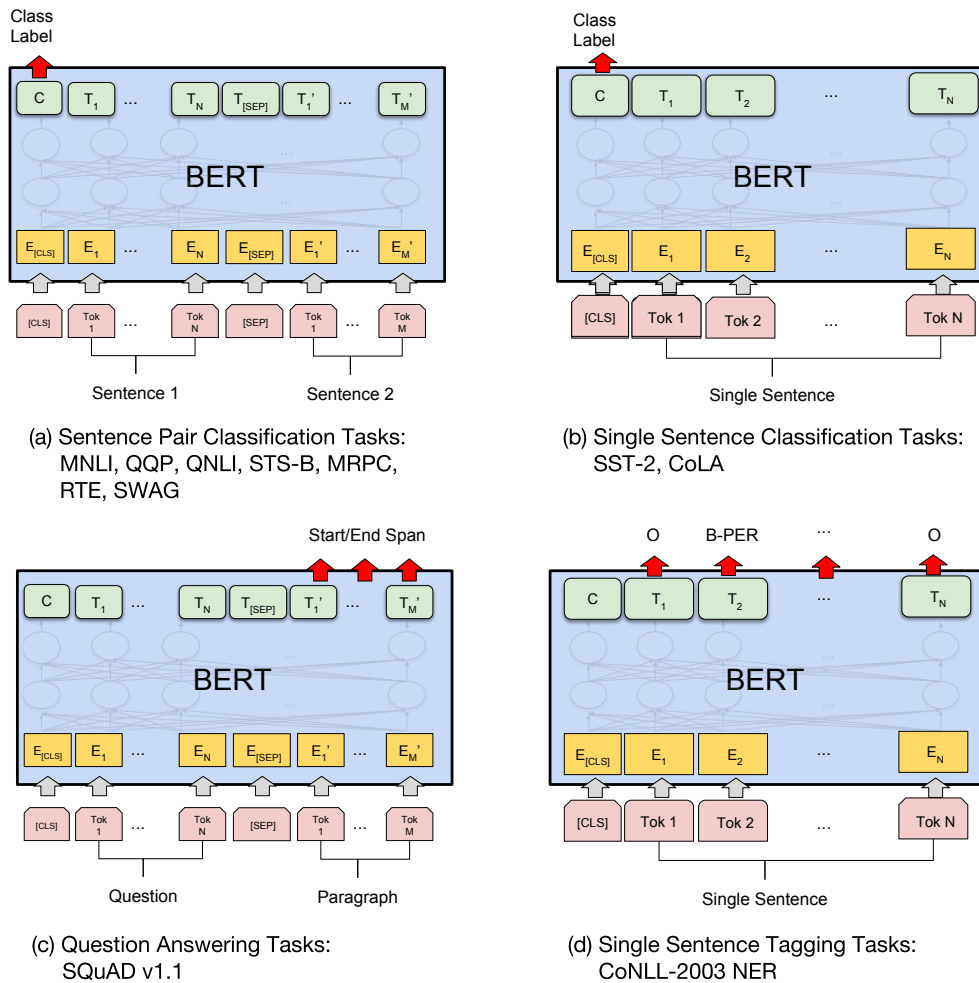 Class
Label
C T1 ... TN T[SEP] T1' ... TM'
...
BERT
...
E[CLS] E1 ... EN E[SEP] E1' ... EM'
[CLS] Tok 1 ... Tok N [SEP] Tok 1 ... Tok M
Sentence 1 Sentence 2
(a) Sentence Pair Classification Tasks:
MNLI, QQP, QNLI, STS-B, MRPC,
RTE, SWAG
Class
Label
C T1 T2 ... TN
...
BERT
...
E[CLS] E1 E2 ... EN
[CLS] Tok 1 Tok 2 ... Tok N
Single Sentence
(b) Single Sentence Classification Tasks:
SST-2, CoLA
Start/End Span
C T1 ... TN T[SEP] T1' ... TM'
...
BERT
...
E[CLS] E1 ... EN E[SEP] E1' ... EM'
[CLS] Tok 1 ... Tok N [SEP] Tok 1 ... Tok M
Question Paragraph
(c) Question Answering Tasks:
SQuAD v1.1
O B-PER ... O
C T1 T2 ... TN
...
BERT
...
E[CLS] E1 E2 ... EN
[CLS] Tok 1 Tok 2 ... Tok N
Single Sentence
(d) Single Sentence Tagging Tasks:
CoNLL-2003 NER